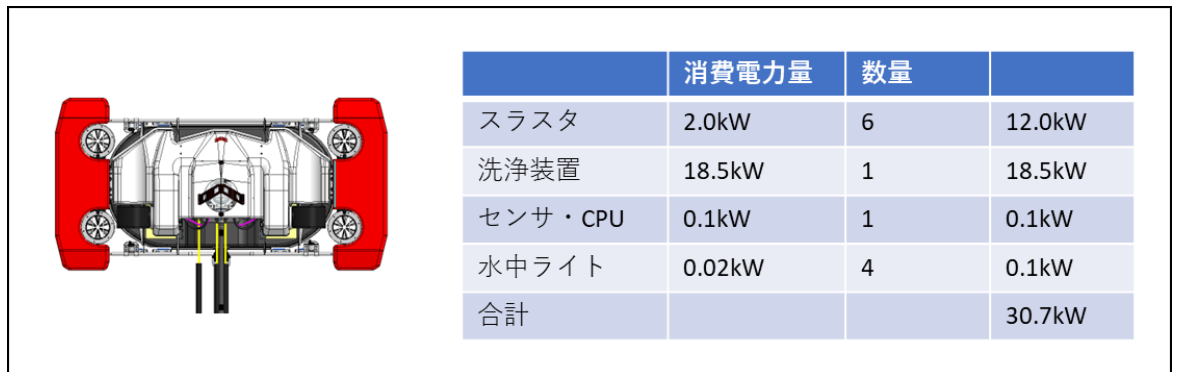 消費電力量 数量
スラスタ 2.0kW 6 12.0kW
洗浄装置 18.5kW 1 18.5kW
センサ・CPU 0.1kW 1 0.1kW
水中ライト 0.02kW 4 0.1kW
合計 30.7kW